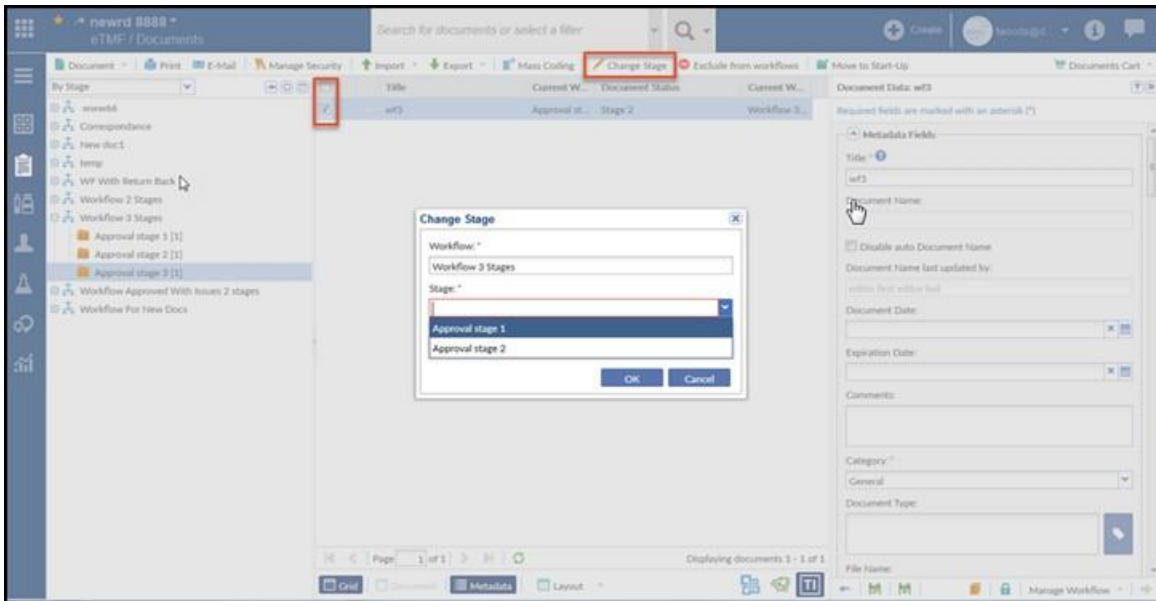 newrd 8888
eTMF / Documents
Search for documents or select a filter
Create
Document
Print
E-Mail
Manage Security
Import
Export
Mass Coding
Change Stage
Exclude from workflows
Move to Start-Up
Documents Cart
By Stage
Title
Current W...
Document Status
Current W...
Document Data: wf3
wf3
Approval st...
Stage 2
Workflow 3...
Required fields are marked with an asterisk (*)
Correspondance
New doc1
temp
WF With Return Back
Workflow 2 Stages
Workflow 3 Stages
Approval stage 1 [1]
Approval stage 2 [1]
Approval stage 3 [1]
Workflow Approved With Issues 2 stages
Workflow For New Docs
Change Stage
Workflow: *
Workflow 3 Stages
Stage: *
Approval stage 1
Approval stage 2
OK
Cancel
Metadata Fields
Title *
wf3
Document Name:
Disable auto Document Name
Document Name last updated by:
editor first editor last
Document Date:
Expiration Date:
Comments:
Category: *
General
Document Type:
File Name:
Page 1 of 1
Displaying documents 1 - 1 of 1
Grid
Document
Metadata
Layout
TI
Manage Workflow